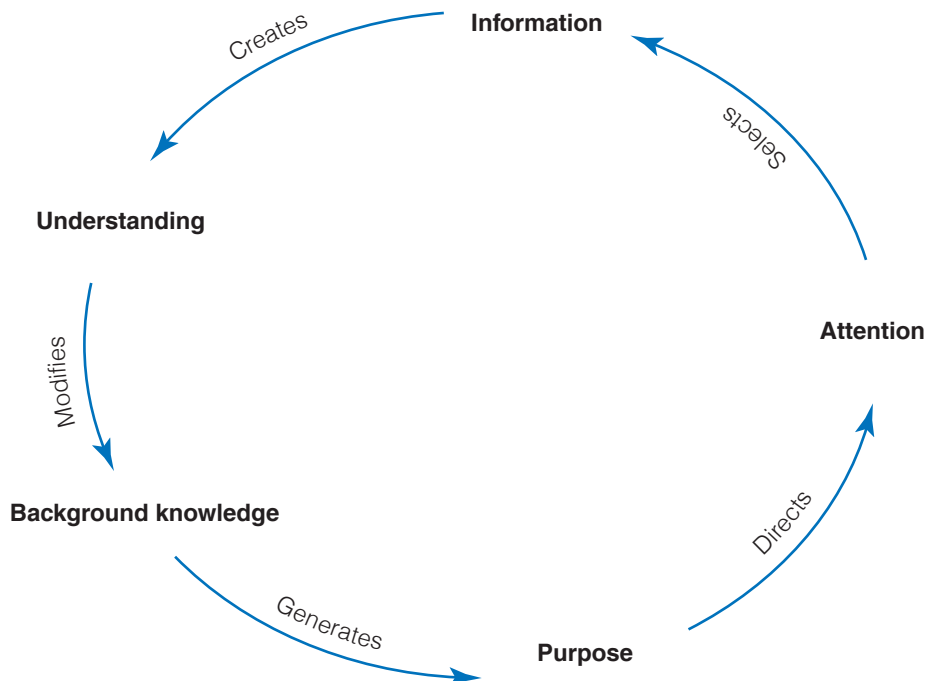 Information
Creates
Selects
Understanding
Attention
Modifies
Background knowledge
Directs
Generates
Purpose